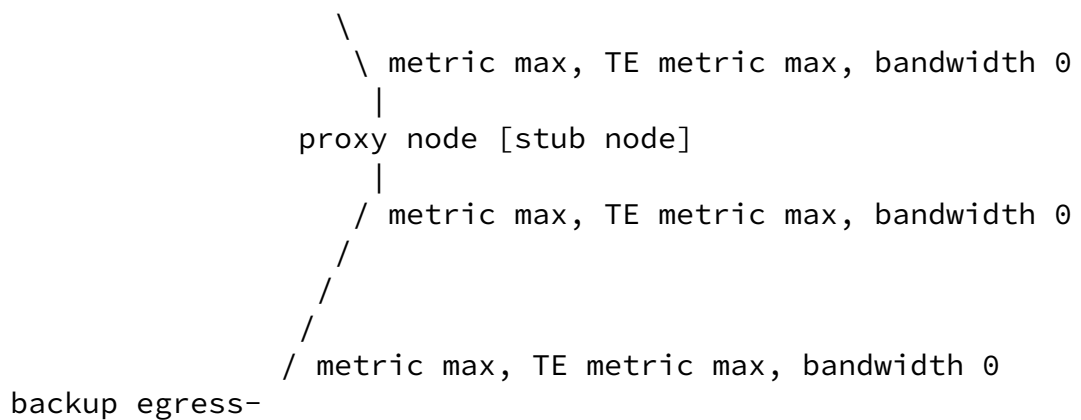 \
\ metric max, TE metric max, bandwidth 0
|
proxy node [stub node]
|
/ metric max, TE metric max, bandwidth 0
/
/
/
/ metric max, TE metric max, bandwidth 0
backup egress-